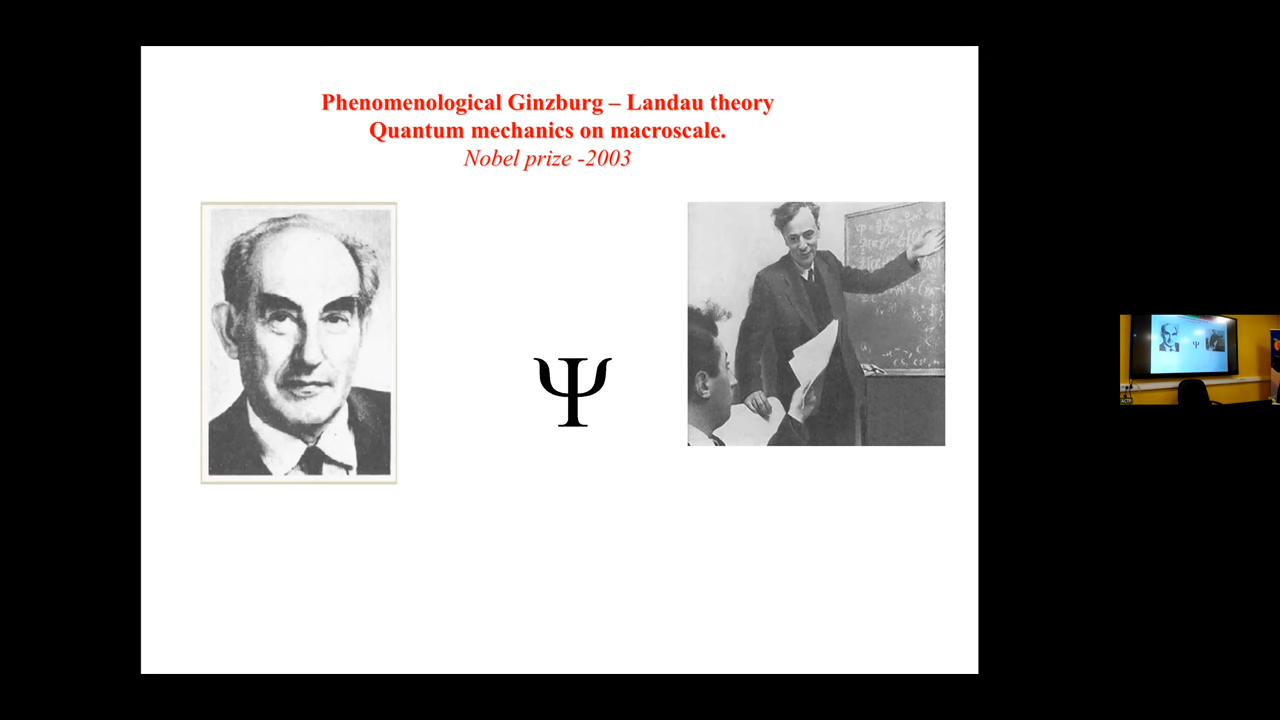 Phenomenological Ginzburg – Landau theory
Quantum mechanics on macroscale.
Nobel prize -2003
Ψ